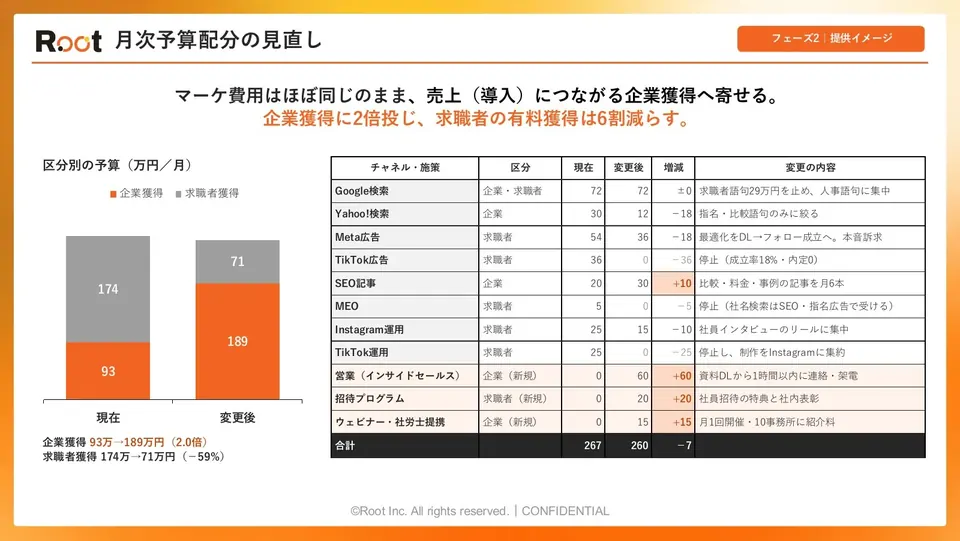 Root 月次予算配分の見直し
フェーズ2｜提供イメージ
マーケ費用はほぼ同じのまま、売上（導入）につながる企業獲得へ寄せる。
企業獲得に2倍投じ、求職者の有料獲得は6割減らす。
区分別の予算（万円／月）
企業獲得 求職者獲得
174
93
71
189
現在 変更後
企業獲得 93万→189万円（2.0倍）
求職者獲得 174万→71万円（−59%）
チャネル・施策 区分 現在 変更後 増減 変更の内容
Google検索 企業・求職者 72 72 ±0 求職者語句29万円を止め、人事語句に集中
Yahoo!検索 企業 30 12 −18 指名・比較語句のみに絞る
Meta広告 求職者 54 36 −18 最適化をDL→フォロー成立へ。本音訴求
TikTok広告 求職者 36 0 −36 停止（成立率18%・内定0）
SEO記事 企業 20 30 +10 比較・料金・事例の記事を月6本
MEO 求職者 5 0 −5 停止（社名検索はSEO・指名広告で受ける）
Instagram運用 求職者 25 15 −10 社員インタビューのリールに集中
TikTok運用 求職者 25 0 −25 停止し、制作をInstagramに集約
営業（インサイドセールス） 企業（新規） 0 60 +60 資料DLから1時間以内に連絡・架電
招待プログラム 求職者（新規） 0 20 +20 社員招待の特典と社内表彰
ウェビナー・社労士提携 企業（新規） 0 15 +15 月1回開催・10事務所に紹介料
合計 267 260 −7
©Root Inc. All rights reserved.｜CONFIDENTIAL